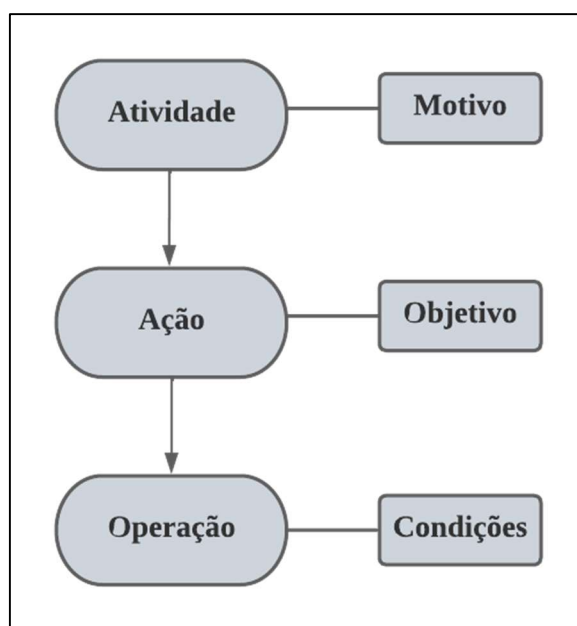 Atividade
Motivo
Ação
Objetivo
Operação
Condições